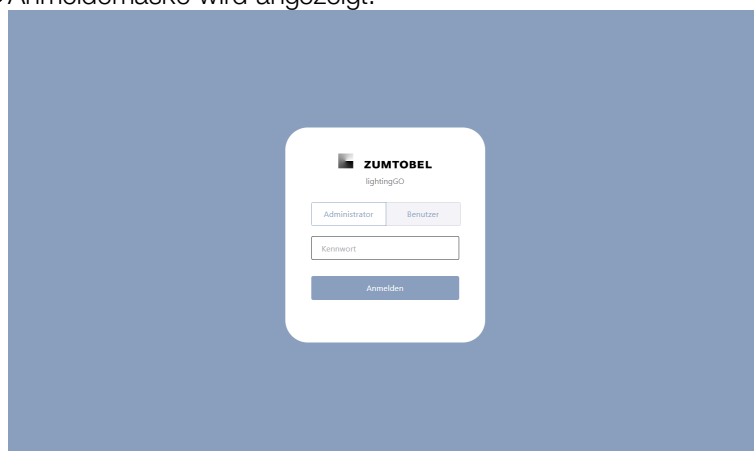 Anmeldemaske wird angezeigt.
ZUMTOBEL
lightingGO
Administrator Benutzer
Kennwort
Anmelden